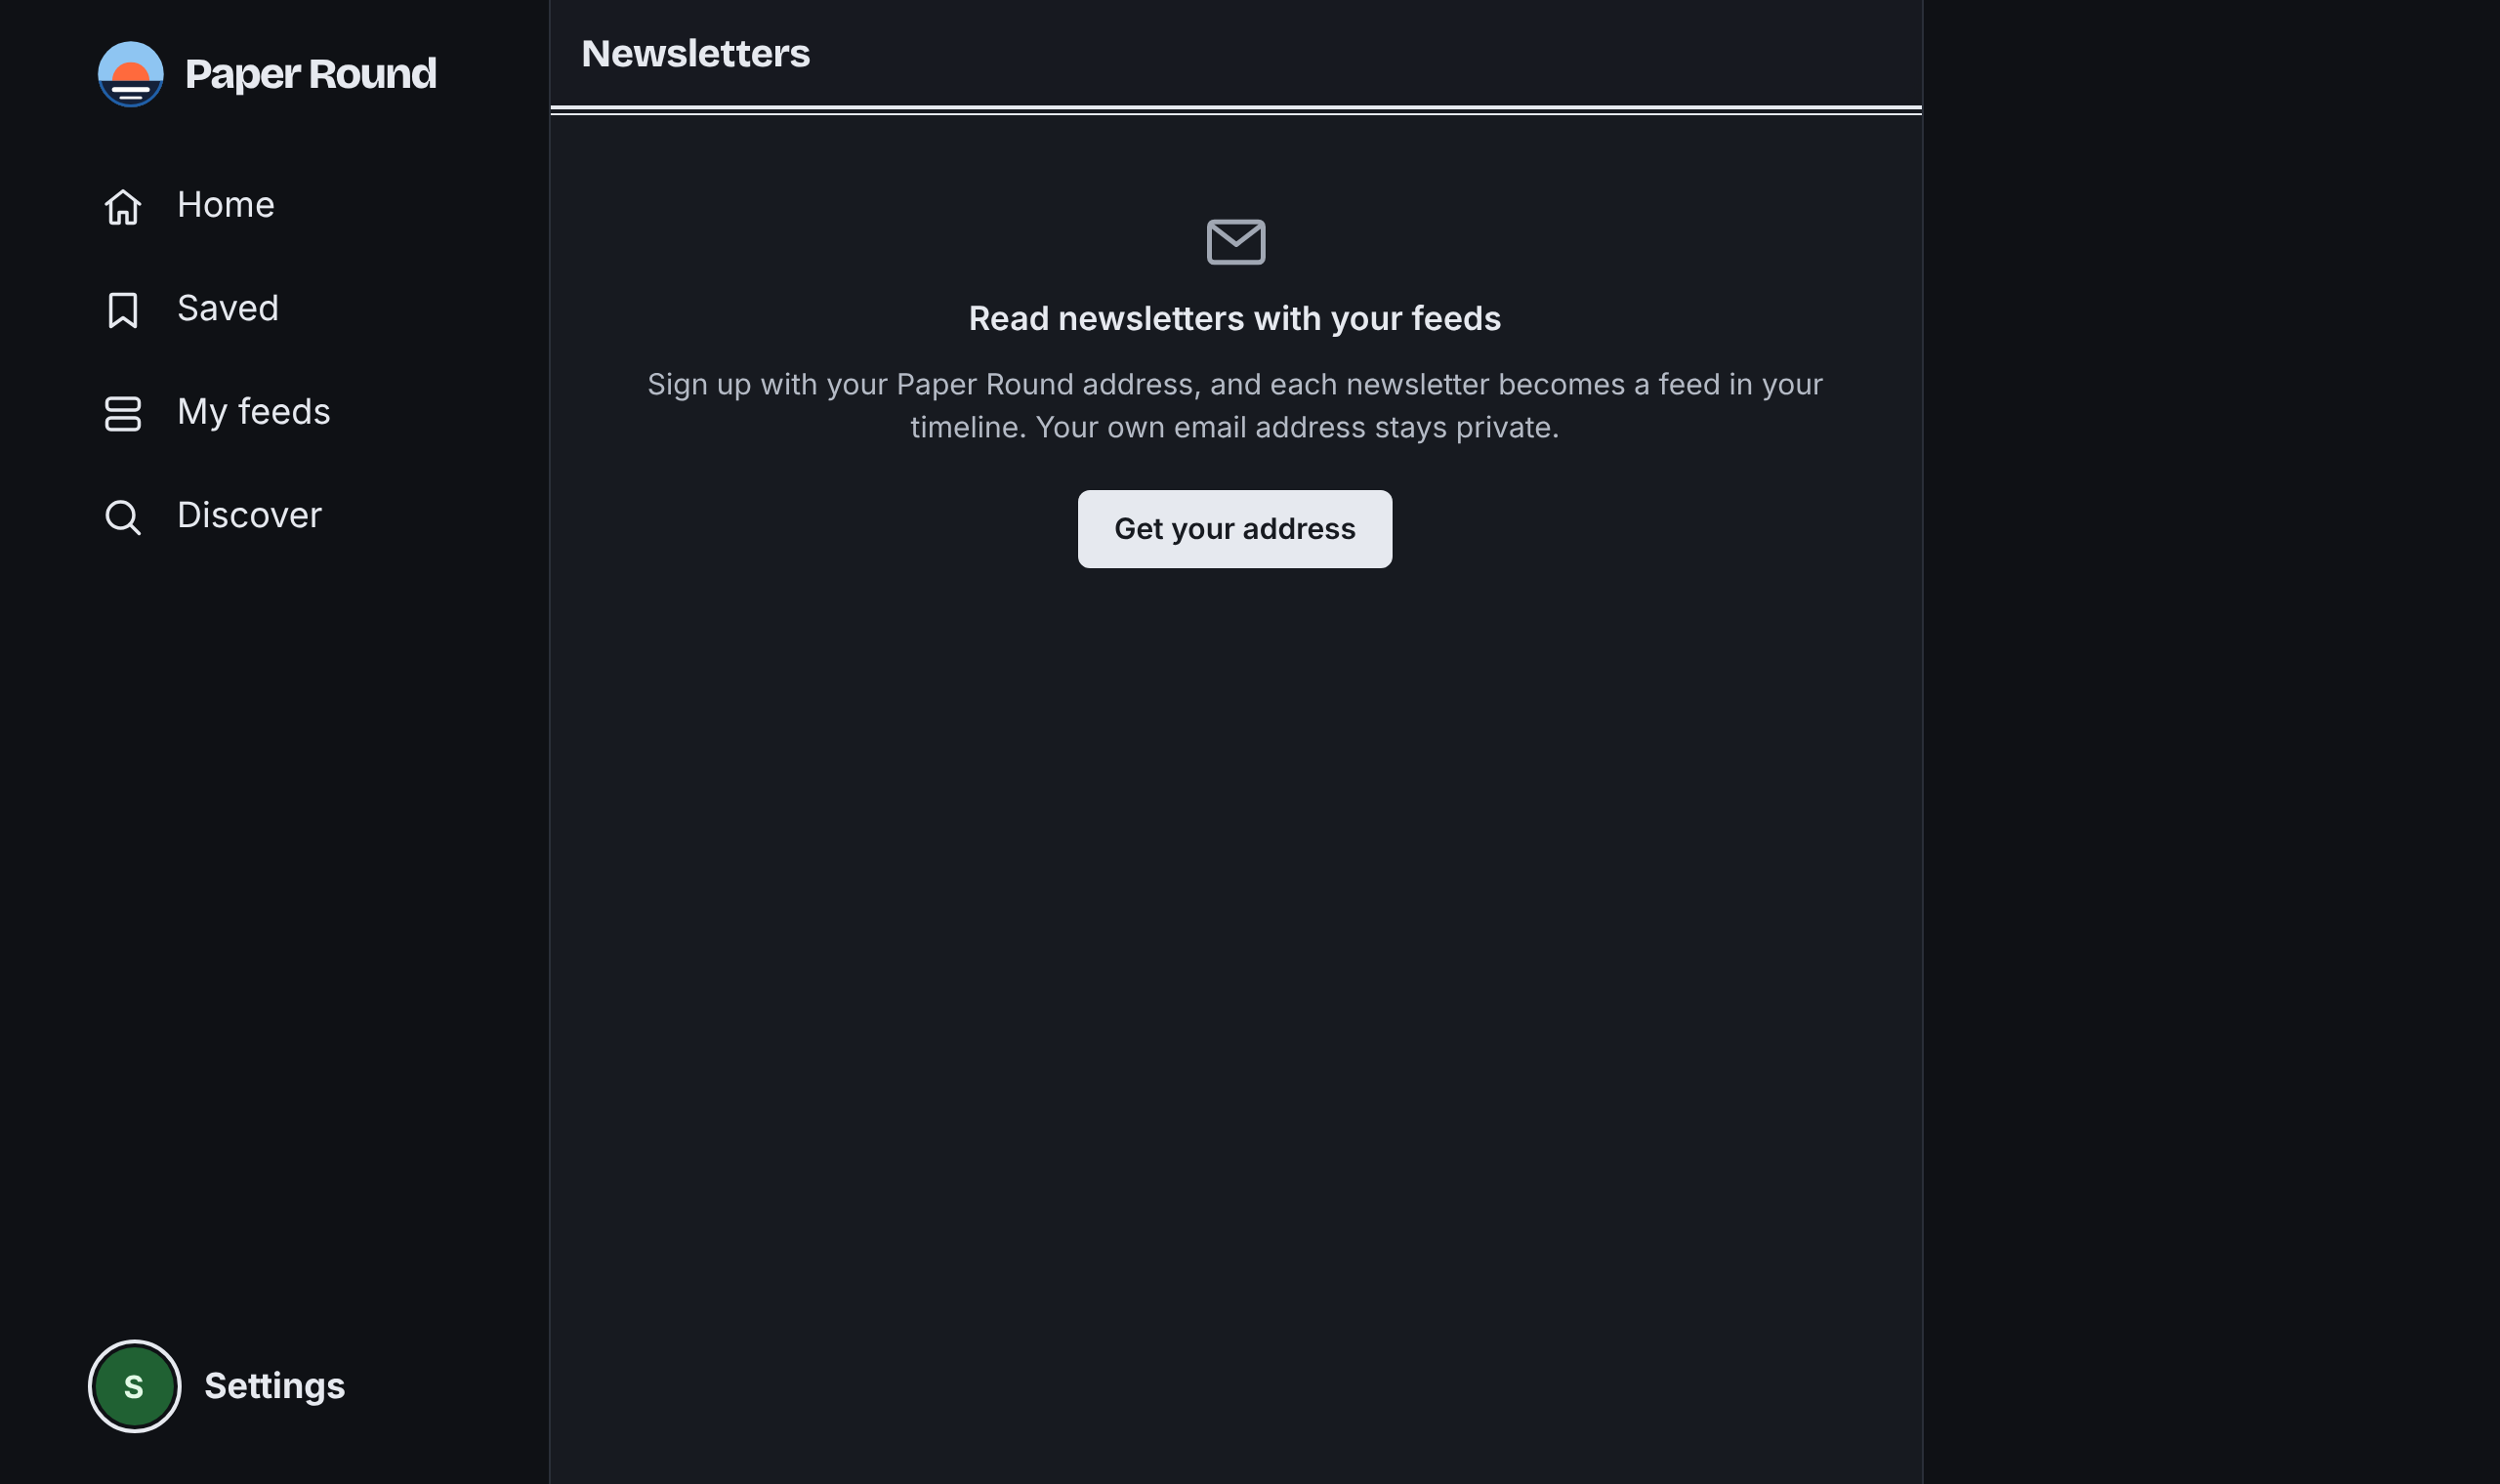 Paper Round
Home
Saved
My feeds
Discover
S
Settings
Newsletters
Read newsletters with your feeds
Sign up with your Paper Round address, and each newsletter becomes a feed in your
timeline. Your own email address stays private.
Get your address